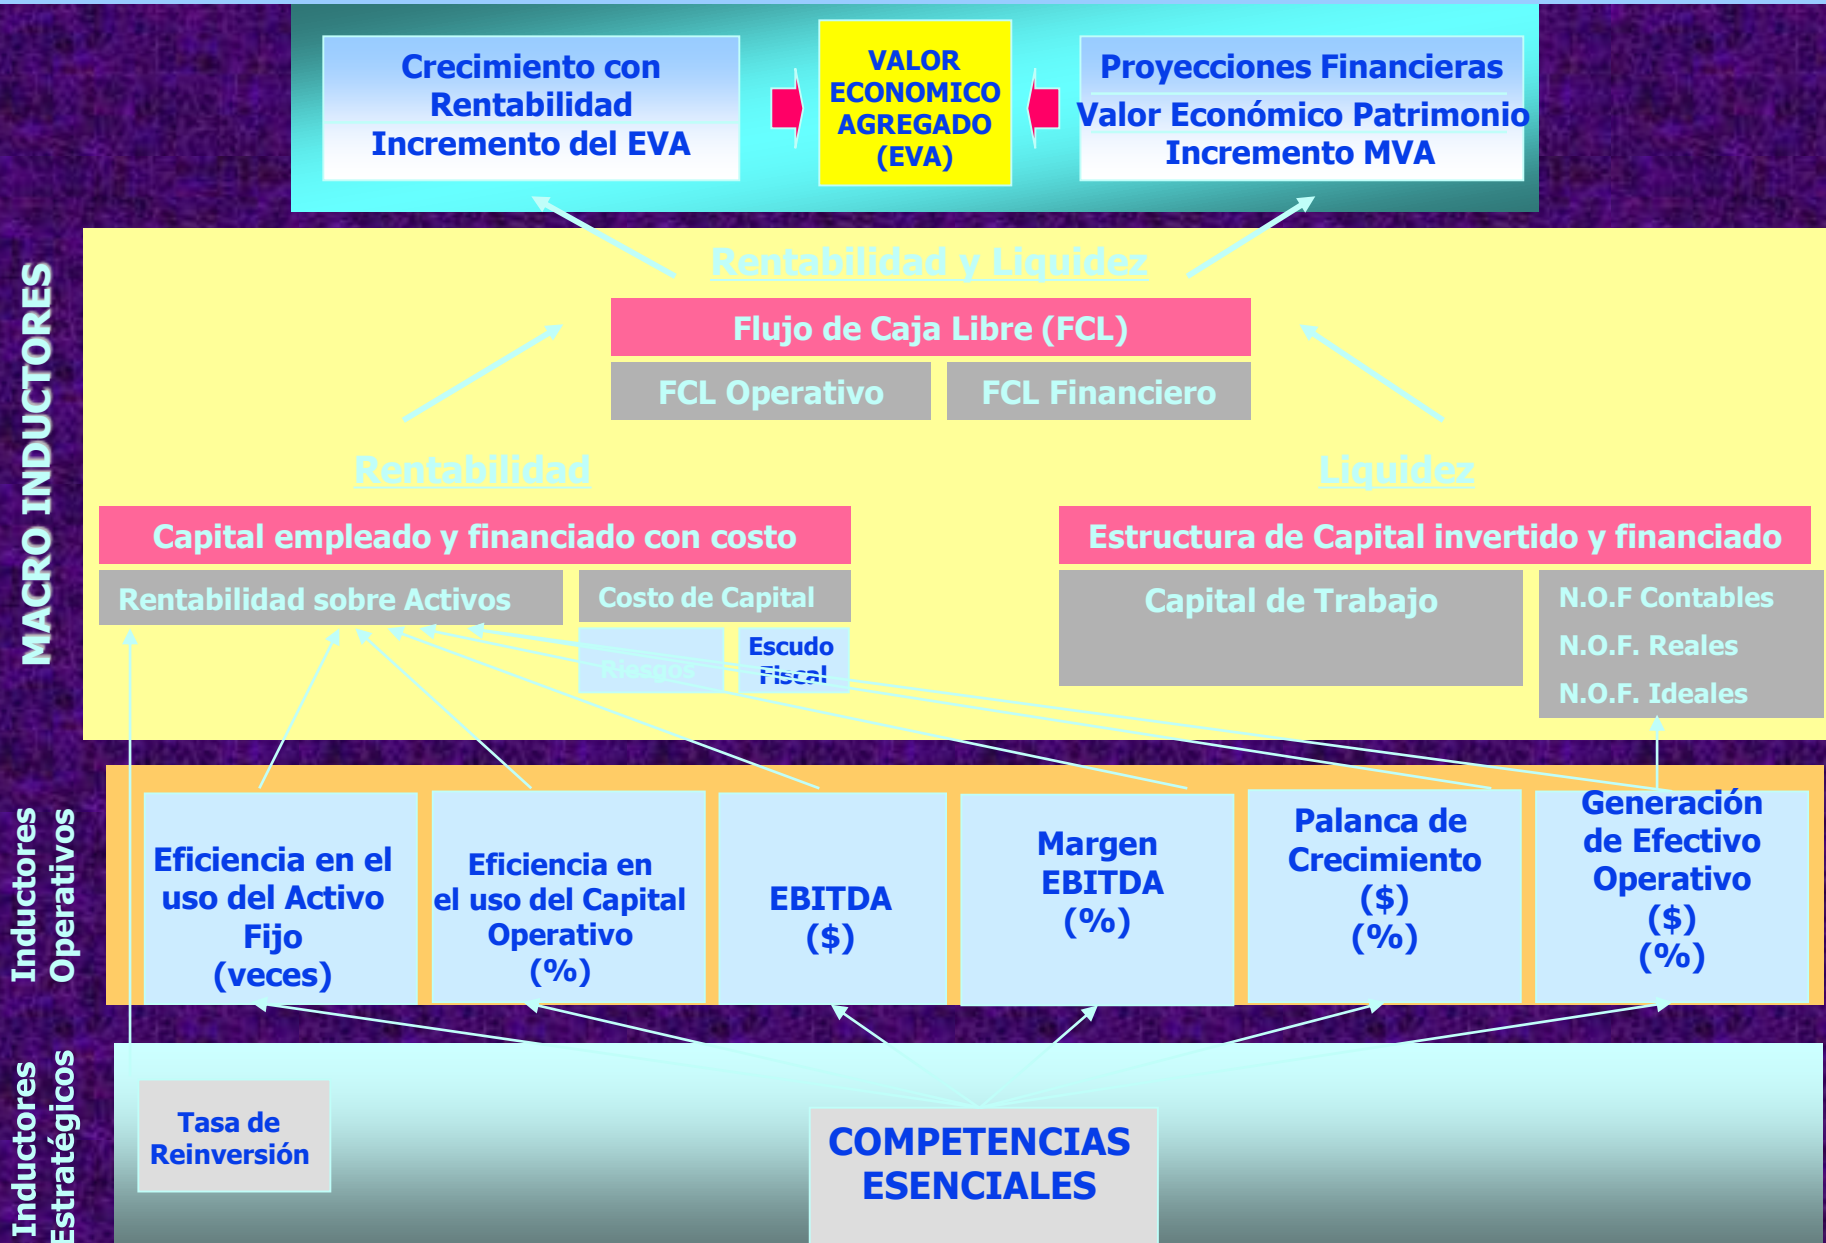 Crecimiento con
Rentabilidad
Incremento del EVA
VALOR
ECONOMICO
AGREGADO
(EVA)
Proyecciones Financieras
Valor Económico Patrimonio
Incremento MVA
MACRO INDUCTORES
Rentabilidad y Liquidez
Flujo de Caja Libre (FCL)
FCL Operativo
FCL Financiero
Rentabilidad
Liquidez
Capital empleado y financiado con costo
Estructura de Capital invertido y financiado
Rentabilidad sobre Activos
Costo de Capital
Riesgos
Escudo
Fiscal
Capital de Trabajo
N.O.F Contables
N.O.F. Reales
N.O.F. Ideales
Inductores
Operativos
Eficiencia en el
uso del Activo
Fijo
(veces)
Eficiencia en
el uso del Capital
Operativo
(%)
EBITDA
($)
Margen
EBITDA
(%)
Palanca de
Crecimiento
($)
(%)
Generación
de Efectivo
Operativo
($)
(%)
Inductores
Estratégicos
Tasa de
Reinversión
COMPETENCIAS
ESENCIALES